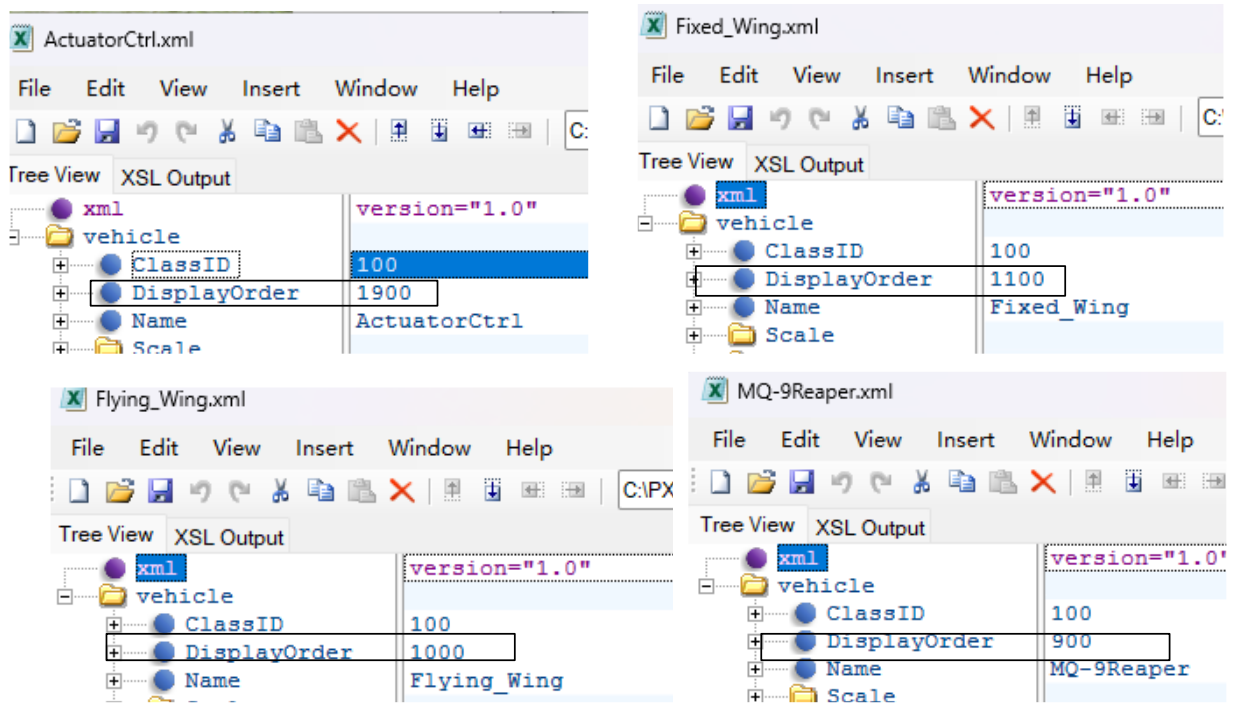 ActuatorCtrl.xml
File Edit View Insert Window Help
C:
Tree View XSL Output
xml version="1.0"
vehicle
ClassID 100
DisplayOrder 1900
Name ActuatorCtrl
Scale
Fixed_Wing.xml
File Edit View Insert Window Help
C:\
Tree View XSL Output
xml version="1.0"
vehicle
ClassID 100
DisplayOrder 1100
Name Fixed_Wing
Scale
Flying_Wing.xml
File Edit View Insert Window Help
C:\PX
Tree View XSL Output
xml version="1.0"
vehicle
ClassID 100
DisplayOrder 1000
Name Flying_Wing
MQ-9Reaper.xml
File Edit View Insert Window Help
Tree View XSL Output
xml version="1.0"
vehicle
ClassID 100
DisplayOrder 900
Name MQ-9Reaper
Scale